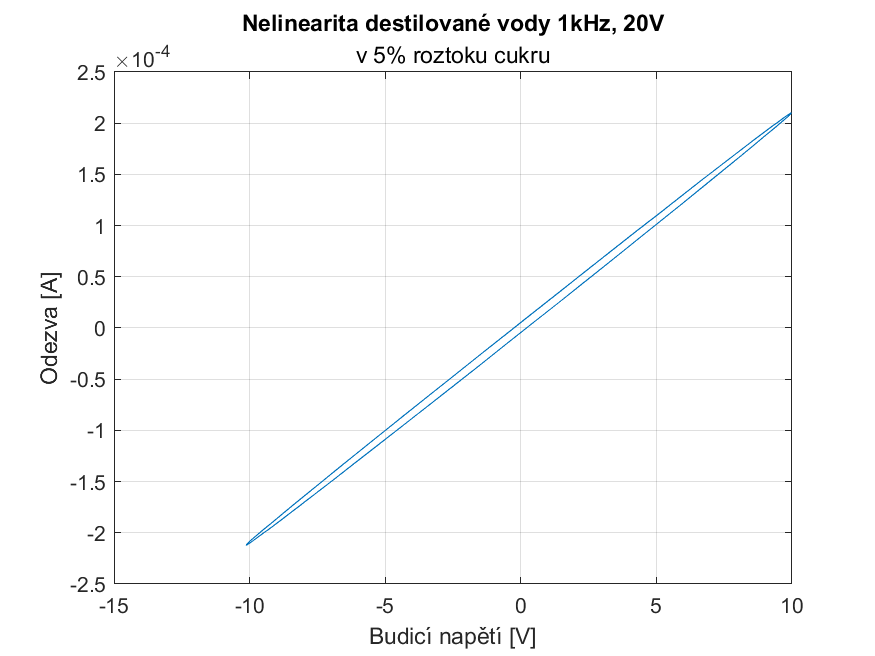 Nelinearita destilované vody 1kHz, 20V
v 5% roztoku cukru
×10-4
2.5
2
1.5
1
0.5
0
-0.5
-1
-1.5
-2
-2.5
Odezva [A]
-15 -10 -5 0 5 10
Budicí napětí [V]